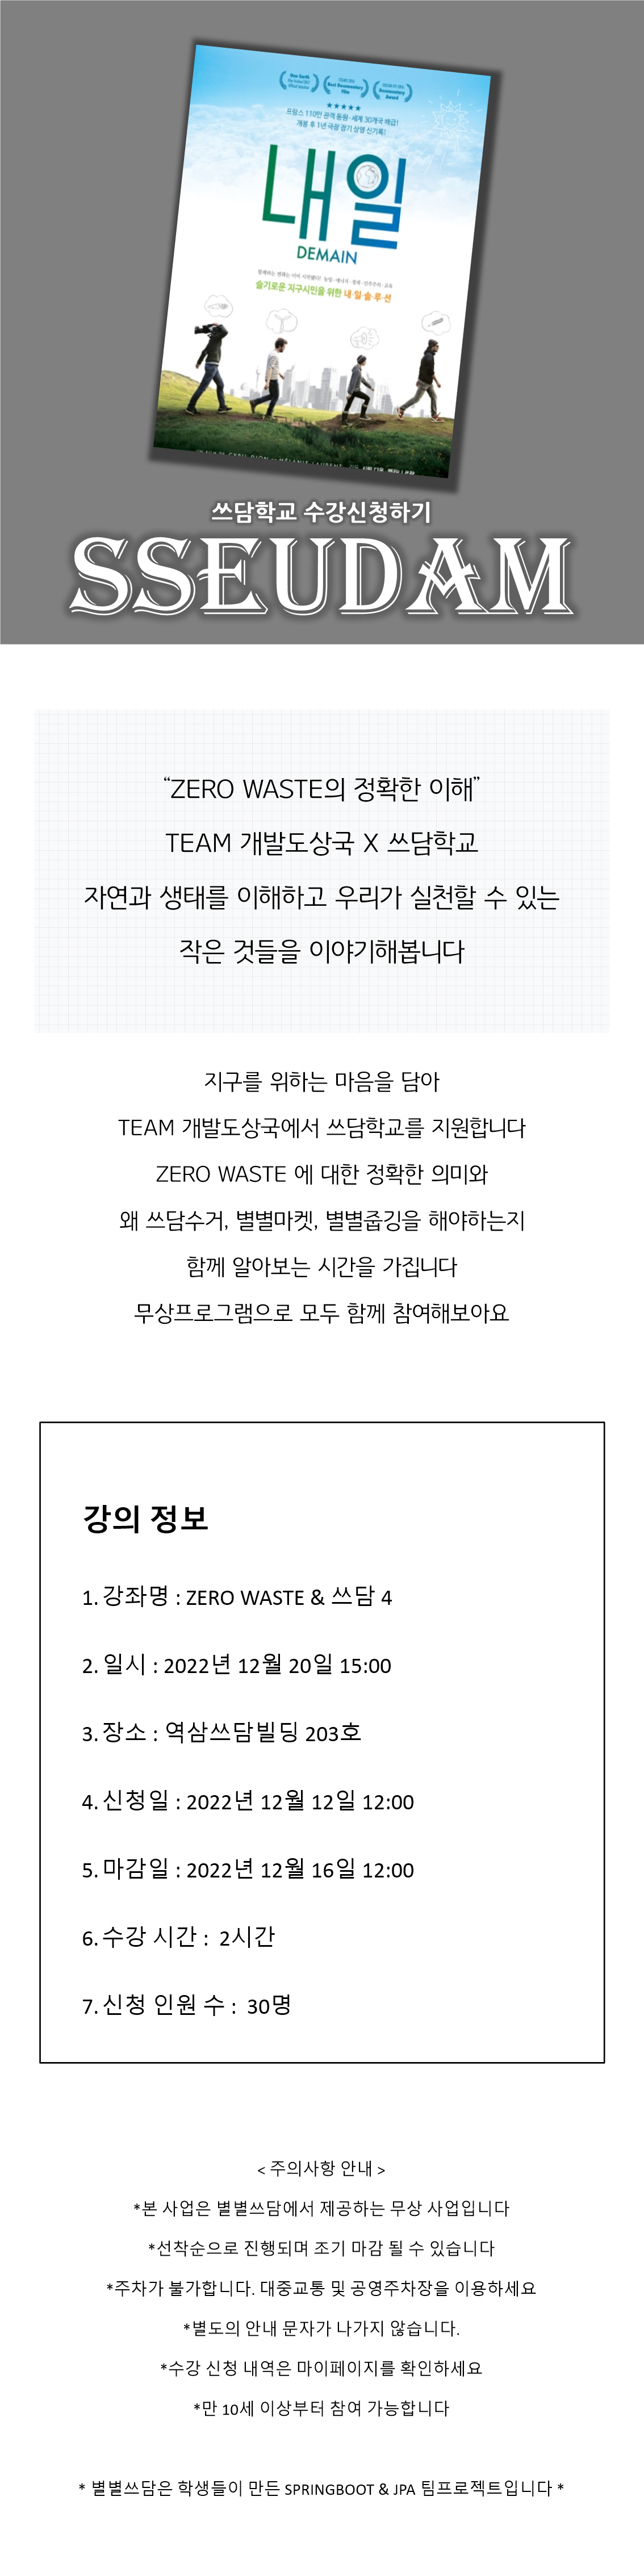 프랑스 110만 관객 동원·세계 30개국 배급!
개봉 후 1년 극장 장기 상영 신기록!
내일
DEMAIN
슬기로운 지구시민을 위한 내·일·솔·루·션
쓰담학교 수강신청하기
SSEUDAM
“ZERO WASTE의 정확한 이해”
TEAM 개발도상국 X 쓰담학교
자연과 생태를 이해하고 우리가 실천할 수 있는
작은 것들을 이야기해봅니다
지구를 위하는 마음을 담아
TEAM 개발도상국에서 쓰담학교를 지원합니다
ZERO WASTE 에 대한 정확한 의미와
왜 쓰담수거, 별별마켓, 별별줍깅을 해야하는지
함께 알아보는 시간을 가집니다
무상프로그램으로 모두 함께 참여해보아요
강의 정보
1. 강좌명 : ZERO WASTE & 쓰담 4
2. 일시 : 2022년 12월 20일 15:00
3. 장소 : 역삼쓰담빌딩 203호
4. 신청일 : 2022년 12월 12일 12:00
5. 마감일 : 2022년 12월 16일 12:00
6. 수강 시간 : 2시간
7. 신청 인원 수 : 30명
< 주의사항 안내 >
*본 사업은 별별쓰담에서 제공하는 무상 사업입니다
*선착순으로 진행되며 조기 마감 될 수 있습니다
*주차가 불가합니다. 대중교통 및 공영주차장을 이용하세요
*별도의 안내 문자가 나가지 않습니다.
*수강 신청 내역은 마이페이지를 확인하세요
*만 10세 이상부터 참여 가능합니다
* 별별쓰담은 학생들이 만든 SPRINGBOOT & JPA 팀프로젝트입니다 *